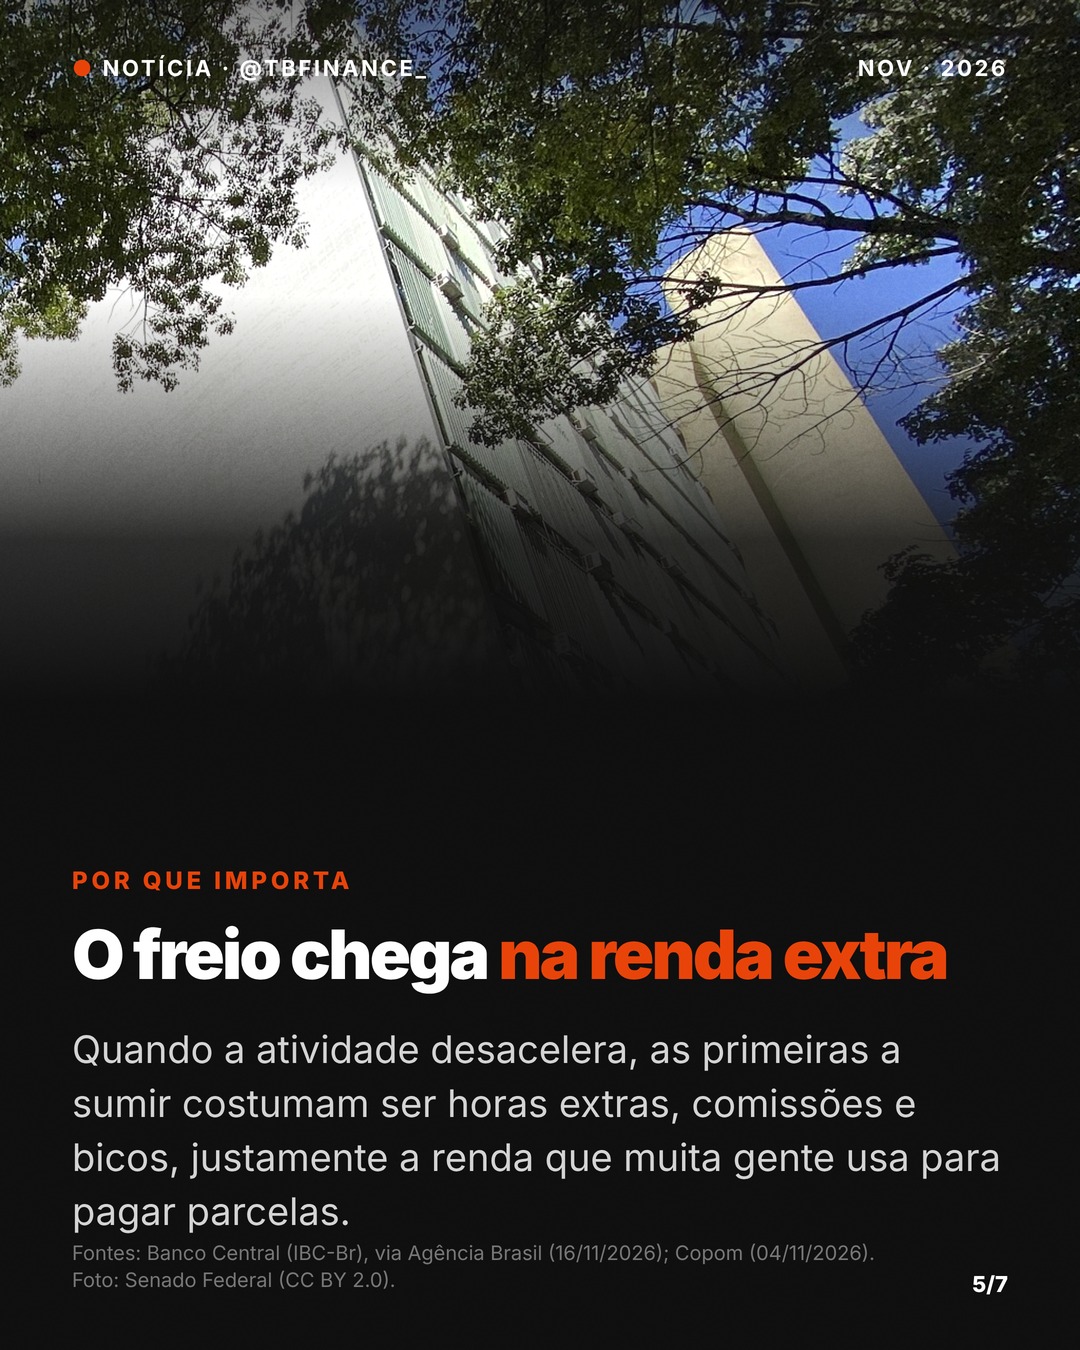 NOTÍCIA · @TBFINANCE_
NOV · 2026
POR QUE IMPORTA
O freio chega na renda extra
Quando a atividade desacelera, as primeiras a
sumir costumam ser horas extras, comissões e
bicos, justamente a renda que muita gente usa para
pagar parcelas.
Fontes: Banco Central (IBC-Br), via Agência Brasil (16/11/2026); Copom (04/11/2026).
Foto: Senado Federal (CC BY 2.0).
5/7